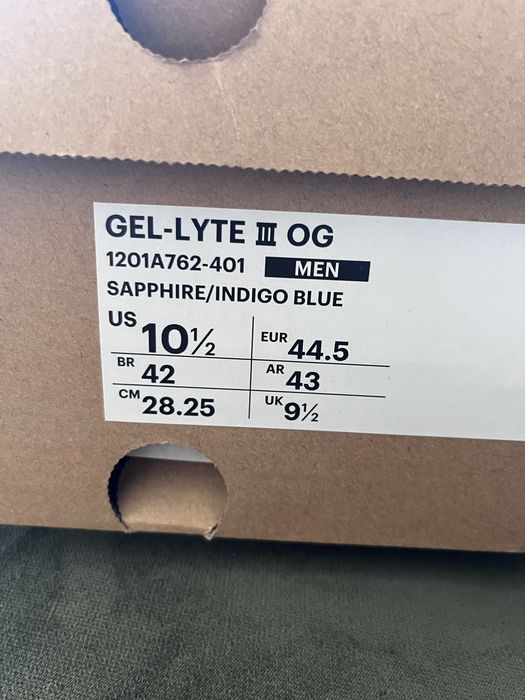 GEL-LYTE III OG
1201A762-401 MEN
SAPPHIRE/INDIGO BLUE
US 10½ EUR 44.5
BR 42 AR 43
CM 28.25 UK 9½